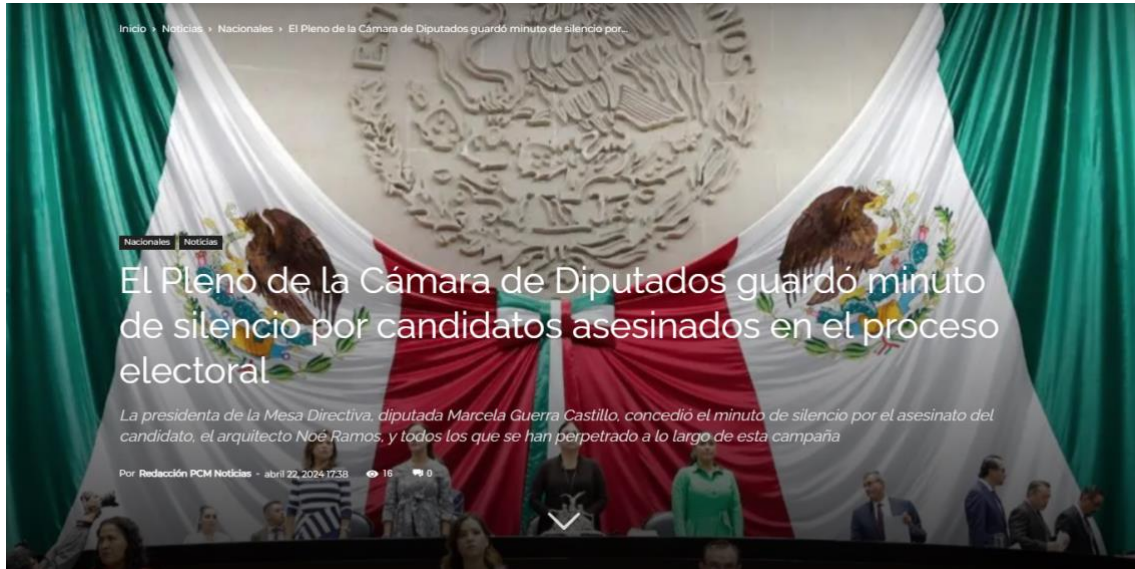 Inicio › Noticias › Nacionales › El Pleno de la Cámara de Diputados guardó minuto de silencio por...
Nacionales Noticias
El Pleno de la Cámara de Diputados guardó minuto
de silencio por candidatos asesinados en el proceso
electoral
La presidenta de la Mesa Directiva, diputada Marcela Guerra Castillo, concedió el minuto de silencio por el asesinato del
candidato, el arquitecto Noé Ramos, y todos los que se han perpetrado a lo largo de esta campaña
Por Redacción PCM Noticias - abril 22, 2024 17:38 16 0